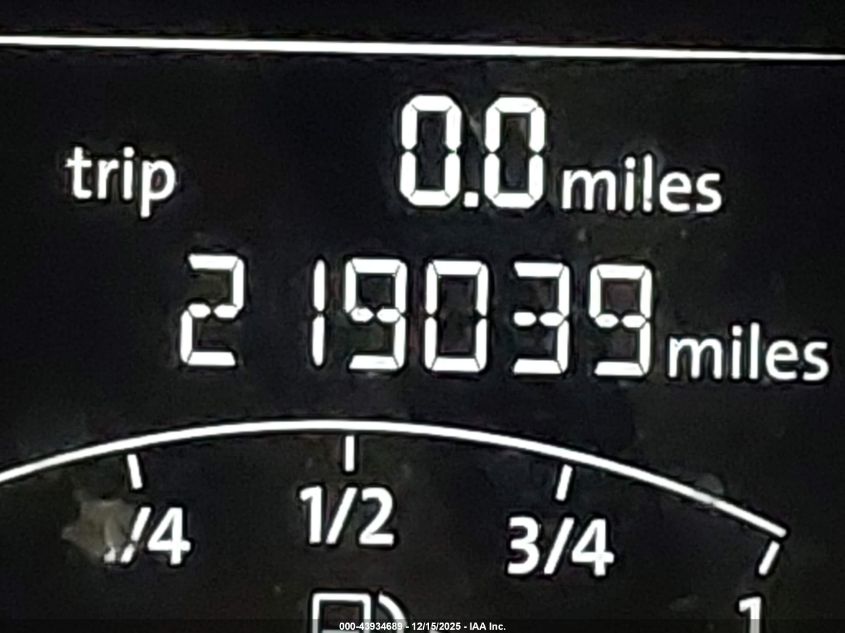 trip 0.0 miles
219039 miles
1/4 1/2 3/4 1
000-43934689 - 12/15/2025 - IAA Inc.